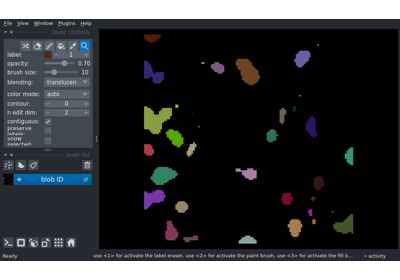 File View Window Plugins Help
layer controls
label: 1
opacity: 0.70
brush size: 10
blending: translucen
color mode: auto
contour: 0
n edit dim: 2
contiguous: ✓
preserve
labels:
show
selected:
layer list
blob ID
Ready use <1> for activate the label eraser, use <2> for activate the paint brush, use <3> for activate the fill b... activity